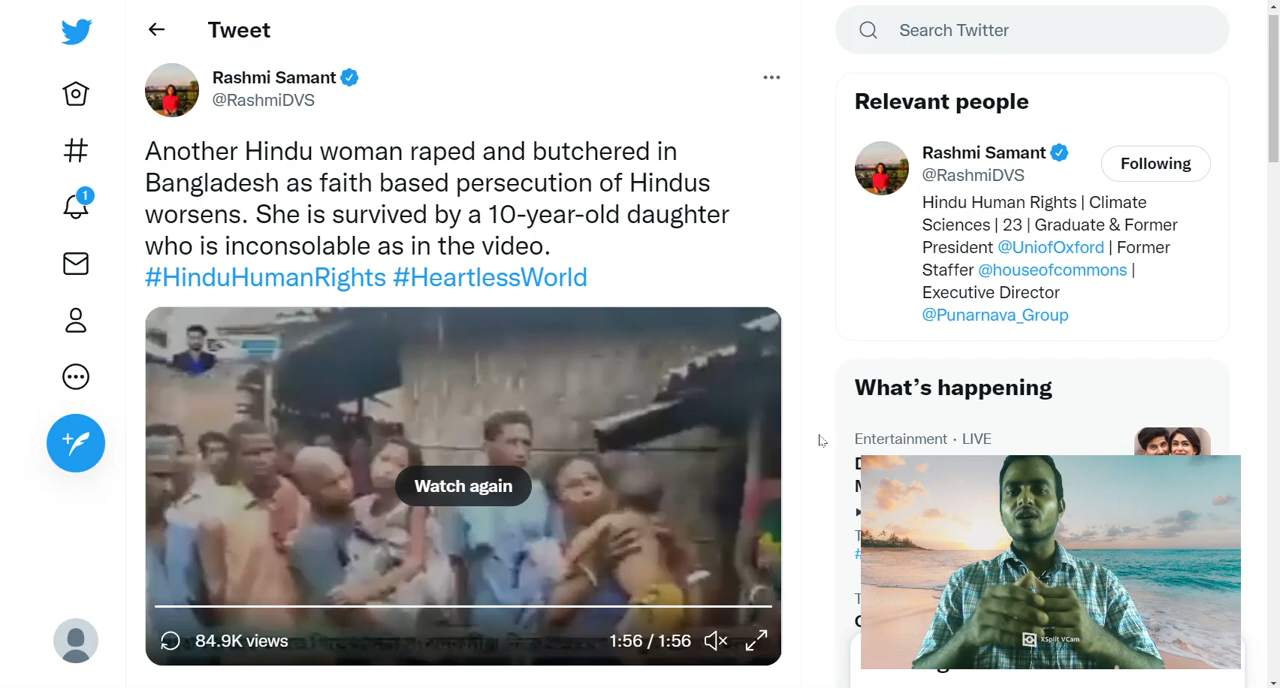 Tweet
Rashmi Samant
@RashmiDVS
Another Hindu woman raped and butchered in
Bangladesh as faith based persecution of Hindus
worsens. She is survived by a 10-year-old daughter
who is inconsolable as in the video.
#HinduHumanRights #HeartlessWorld
Watch again
84.9K views
1:56 / 1:56
1
Search Twitter
Relevant people
Rashmi Samant
@RashmiDVS
Following
Hindu Human Rights | Climate
Sciences | 23 | Graduate & Former
President @UniofOxford | Former
Staffer @houseofcommons |
Executive Director
@Punarnava_Group
What's happening
Entertainment · LIVE
XSplit VCam